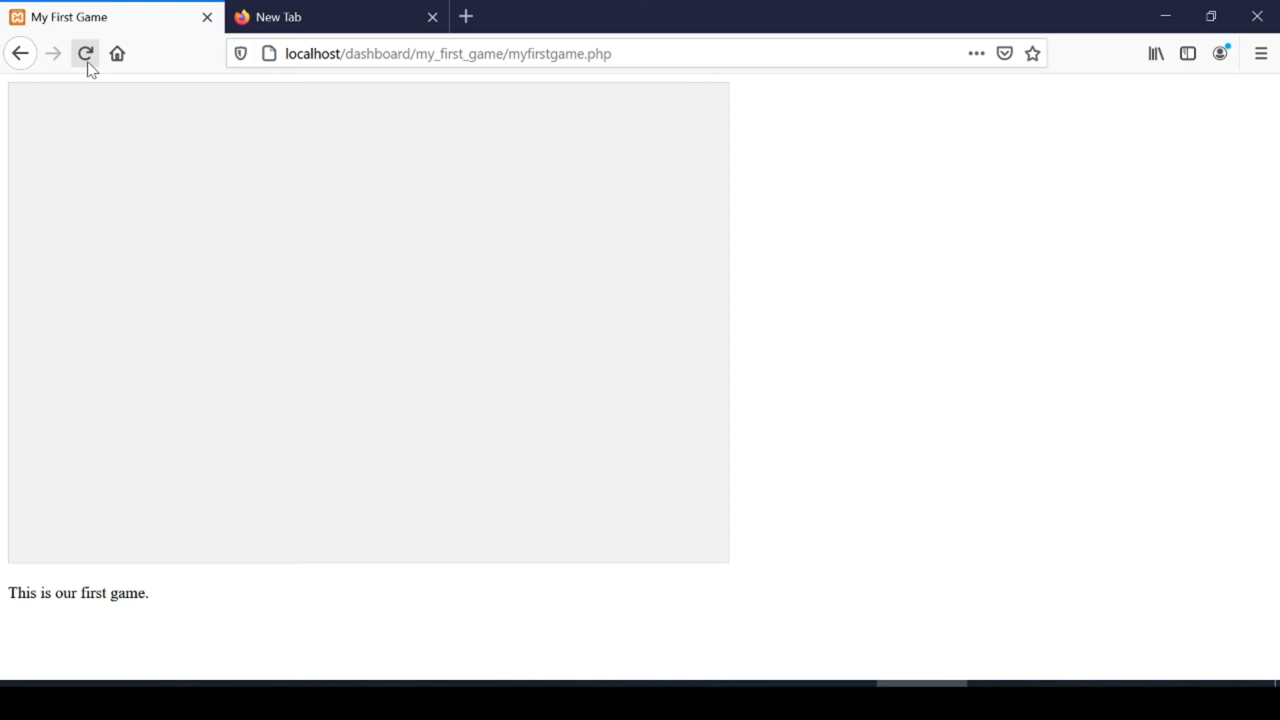 My First Game
New Tab
localhost/dashboard/my_first_game/myfirstgame.php
This is our first game.